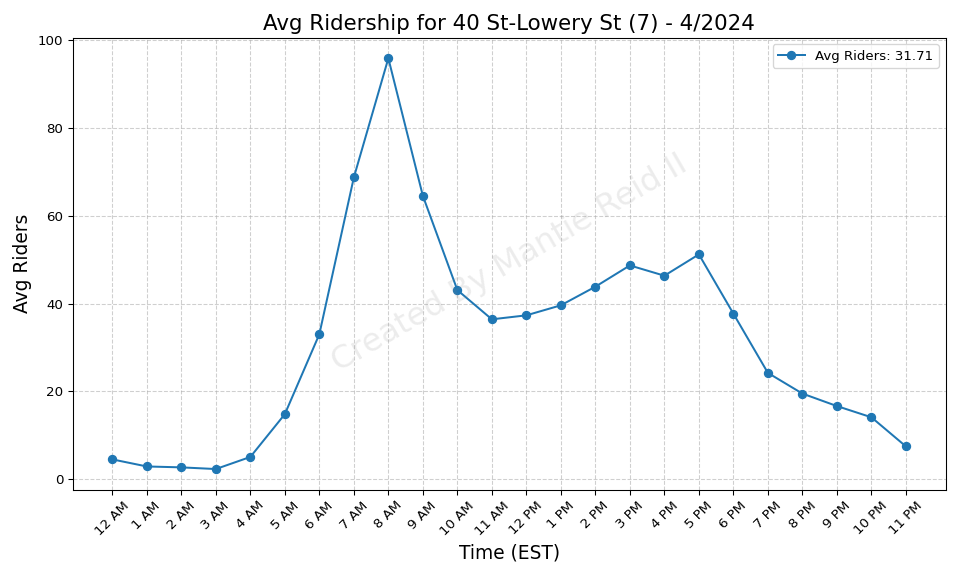 Avg Ridership for 40 St-Lowery St (7) - 4/2024
100
80
60
40
20
0
Avg Riders
Avg Riders: 31.71
Created By Mantie Reid II
12 AM
1 AM
2 AM
3 AM
4 AM
5 AM
6 AM
7 AM
8 AM
9 AM
10 AM
11 AM
12 PM
1 PM
2 PM
3 PM
4 PM
5 PM
6 PM
7 PM
8 PM
9 PM
10 PM
11 PM
Time (EST)